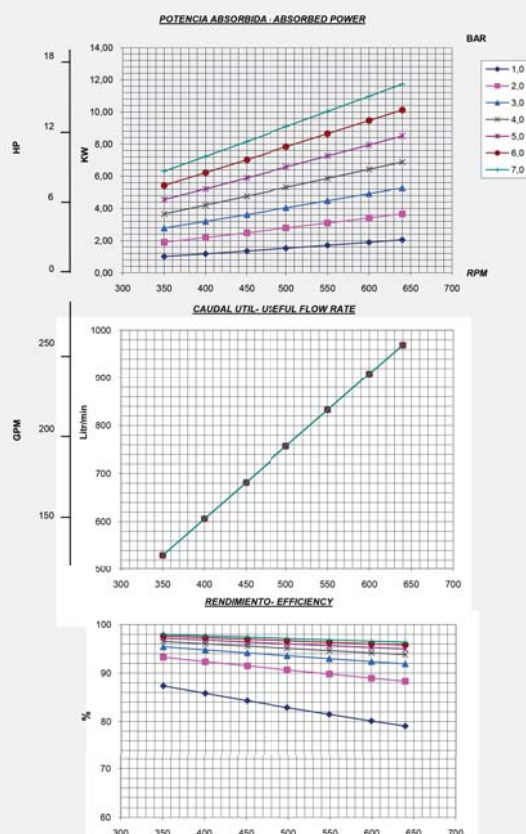 POTENCIA ABSORBIDA - ABSORBED POWER
BAR
18
12
6
0
HP
14,00
12,00
10,00
8,00
6,00
4,00
2,00
0,00
KW
1,0
2,0
3,0
4,0
5,0
6,0
7,0
RPM
300 350 400 450 500 550 600 650 700
CAUDAL UTIL- USEFUL FLOW RATE
250
200
150
GPM
1000
900
800
700
600
500
Litr/min
300 350 400 450 500 550 600 650 700
RENDIMIENTO- EFFICIENCY
100
90
80
70
60
%
300 350 400 450 500 550 600 650 700